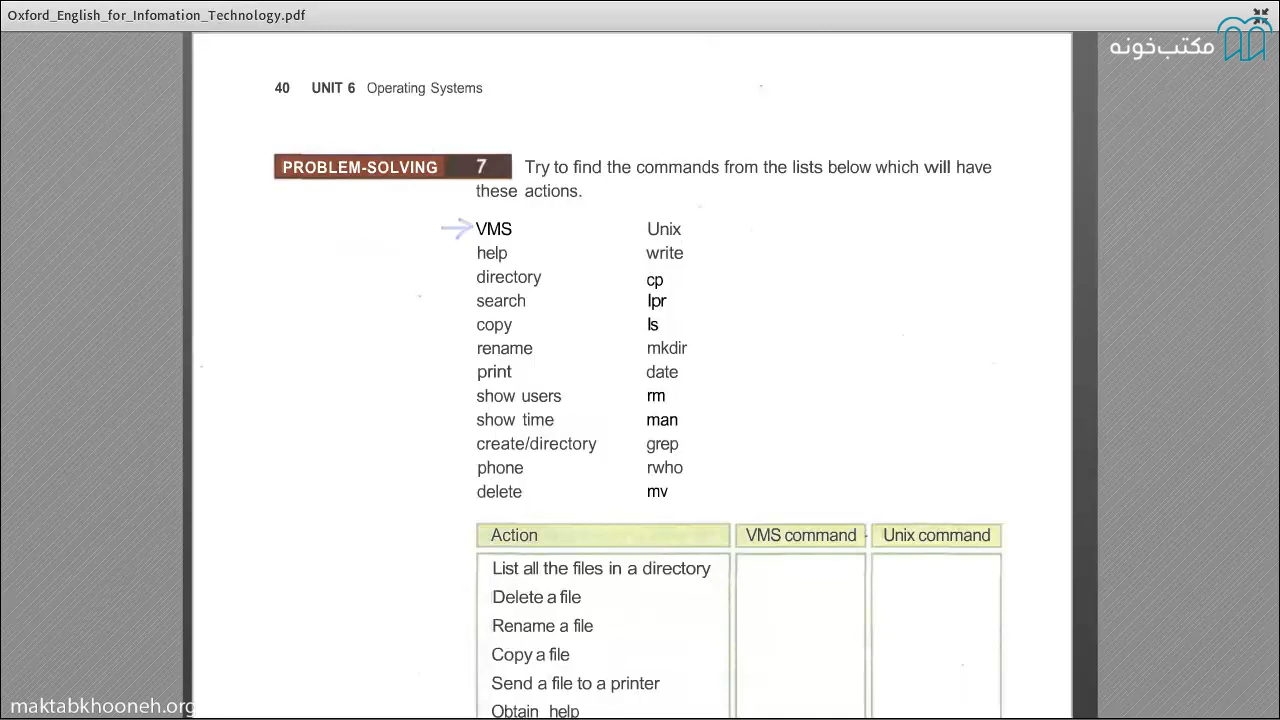 Oxford_English_for_Infomation_Technology.pdf
مکتب‌خونه
40 UNIT 6 Operating Systems
PROBLEM-SOLVING 7 Try to find the commands from the lists below which will have
these actions.
VMS Unix
help write
directory cp
search lpr
copy ls
rename mkdir
print date
show users rm
show time man
create/directory grep
phone rwho
delete mv
Action VMS command Unix command
List all the files in a directory
Delete a file
Rename a file
Copy a file
Send a file to a printer
Obtain help
maktabkhooneh.org